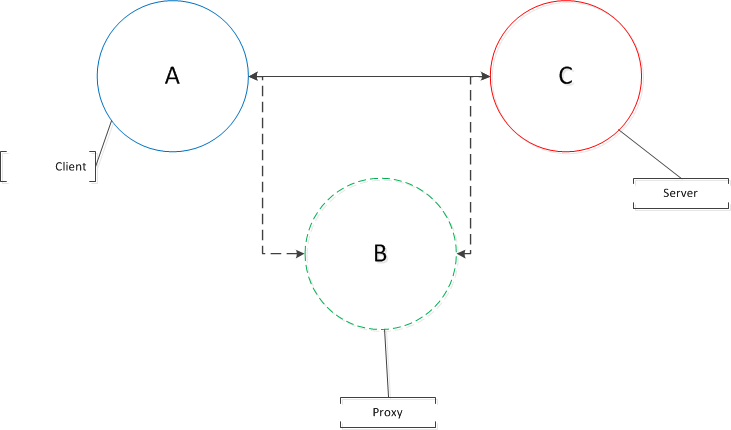 A
C
Client
Server
B
Proxy